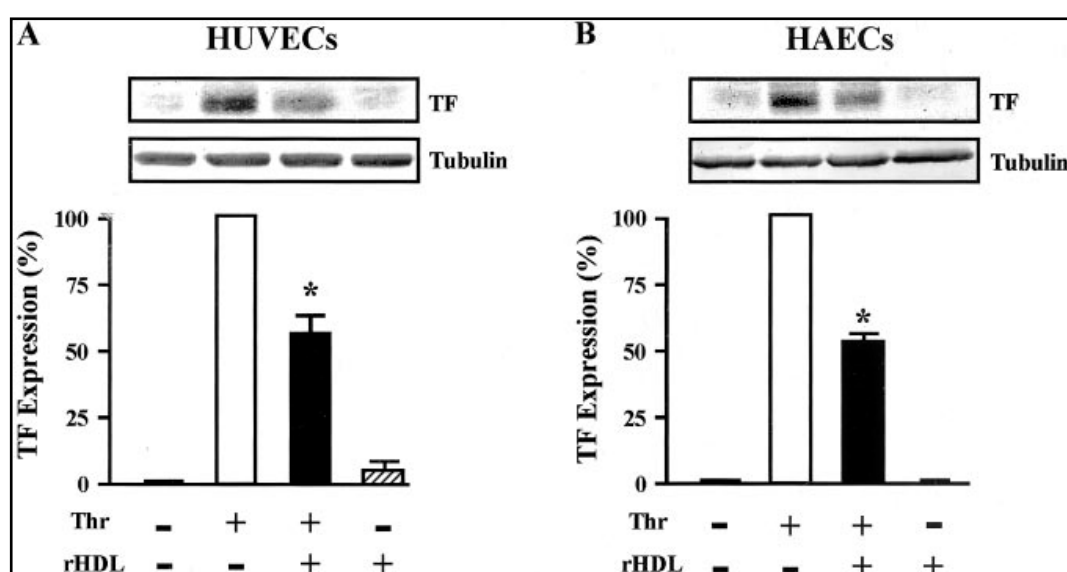 A HUVECs
TF
Tubulin
TF Expression (%)
100
75
*
50
25
0
Thr - + + -
rHDL - - + +
B HAECs
TF
Tubulin
TF Expression (%)
100
75
*
50
25
0
Thr - + + -
rHDL - - + +